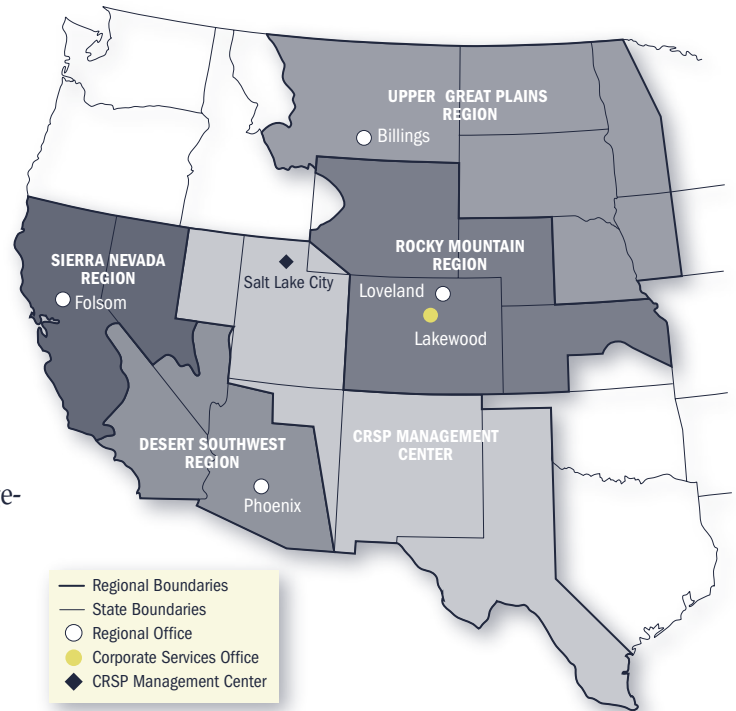 UPPER GREAT PLAINS
REGION
Billings
ROCKY MOUNTAIN
REGION
SIERRA NEVADA
REGION
Salt Lake City
Loveland
Folsom
Lakewood
DESERT SOUTHWEST
REGION
CRSP MANAGEMENT
CENTER
Phoenix
e-
Regional Boundaries
State Boundaries
Regional Office
Corporate Services Office
CRSP Management Center